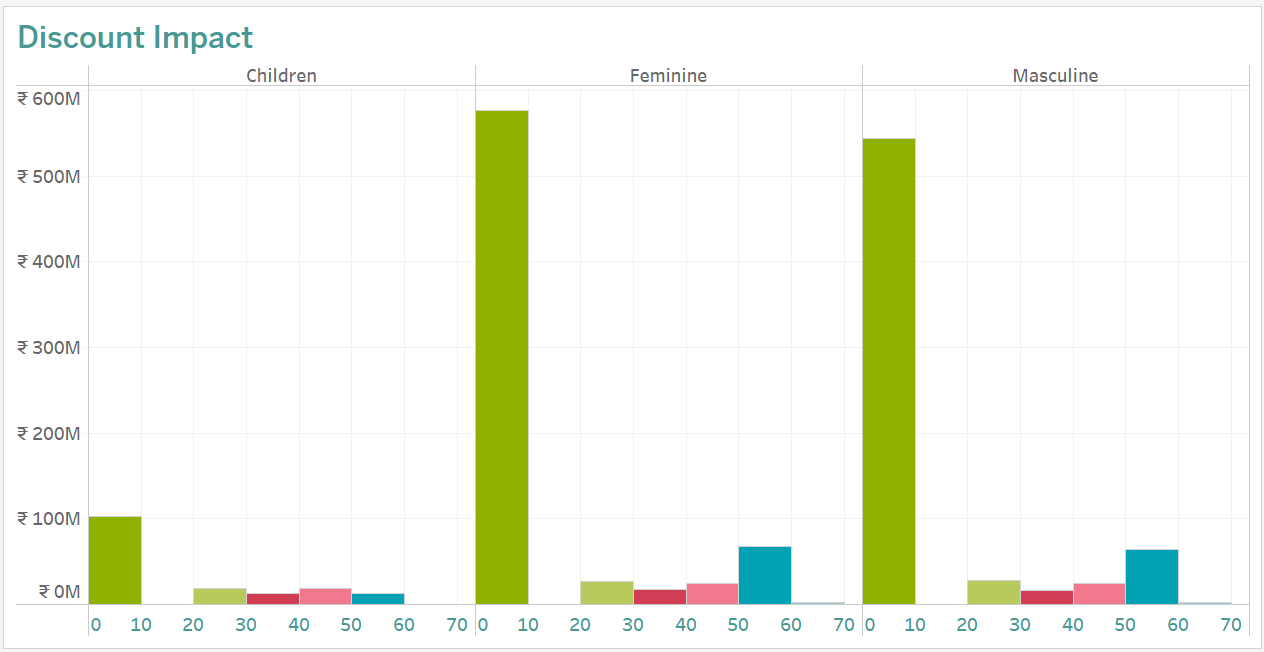 Discount Impact
Children Feminine Masculine
₹ 600M
₹ 500M
₹ 400M
₹ 300M
₹ 200M
₹ 100M
₹ 0M
0 10 20 30 40 50 60 70 0 10 20 30 40 50 60 70 0 10 20 30 40 50 60 70